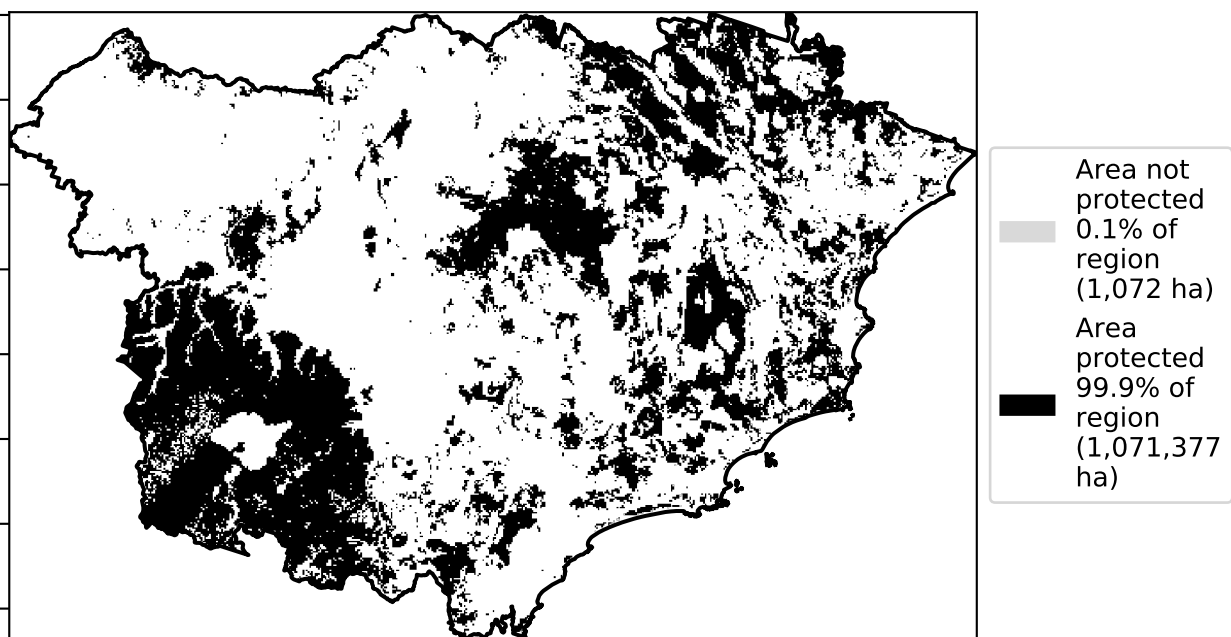 Area not
protected
0.1% of
region
(1,072 ha)
Area
protected
99.9% of
region
(1,071,377
ha)